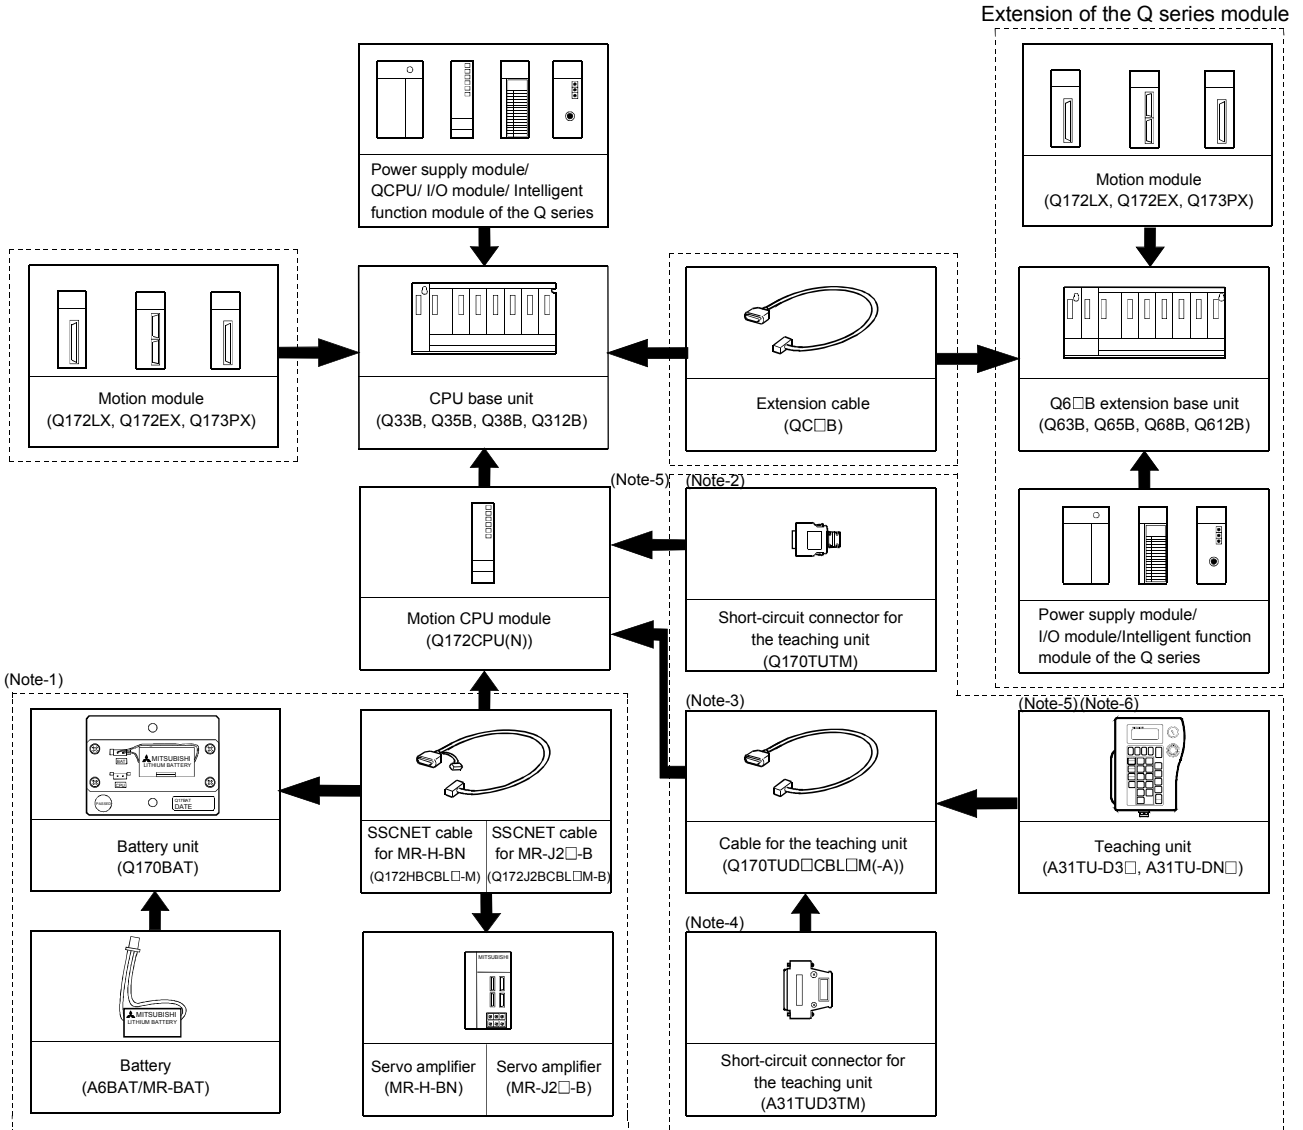 Extension of the Q series module
Power supply module/
QCPU/ I/O module/ Intelligent
function module of the Q series
Motion module
(Q172LX, Q172EX, Q173PX)
Motion module
(Q172LX, Q172EX, Q173PX)
CPU base unit
(Q33B, Q35B, Q38B, Q312B)
Extension cable
(QC□B)
Q6□B extension base unit
(Q63B, Q65B, Q68B, Q612B)
(Note-5)
(Note-2)
Motion CPU module
(Q172CPU(N))
Short-circuit connector for
the teaching unit
(Q170TUTM)
Power supply module/
I/O module/Intelligent function
module of the Q series
(Note-1)
(Note-3)
(Note-5)(Note-6)
MITSUBISHI
LITHIUM BATTERY
BAT
CPU
PASSED
Q170BAT
DATE
Battery unit
(Q170BAT)
SSCNET cable
for MR-H-BN
(Q172HBCBL□-M)
SSCNET cable
for MR-J2□-B
(Q172J2BCBL□M-B)
Cable for the teaching unit
(Q170TUD□CBL□M(-A))
Teaching unit
(A31TU-D3□, A31TU-DN□)
(Note-4)
MITSUBISHI
LITHIUM BATTERY
Battery
(A6BAT/MR-BAT)
MITSUBISHI
Servo amplifier
(MR-H-BN)
Servo amplifier
(MR-J2□-B)
Short-circuit connector for
the teaching unit
(A31TUD3TM)